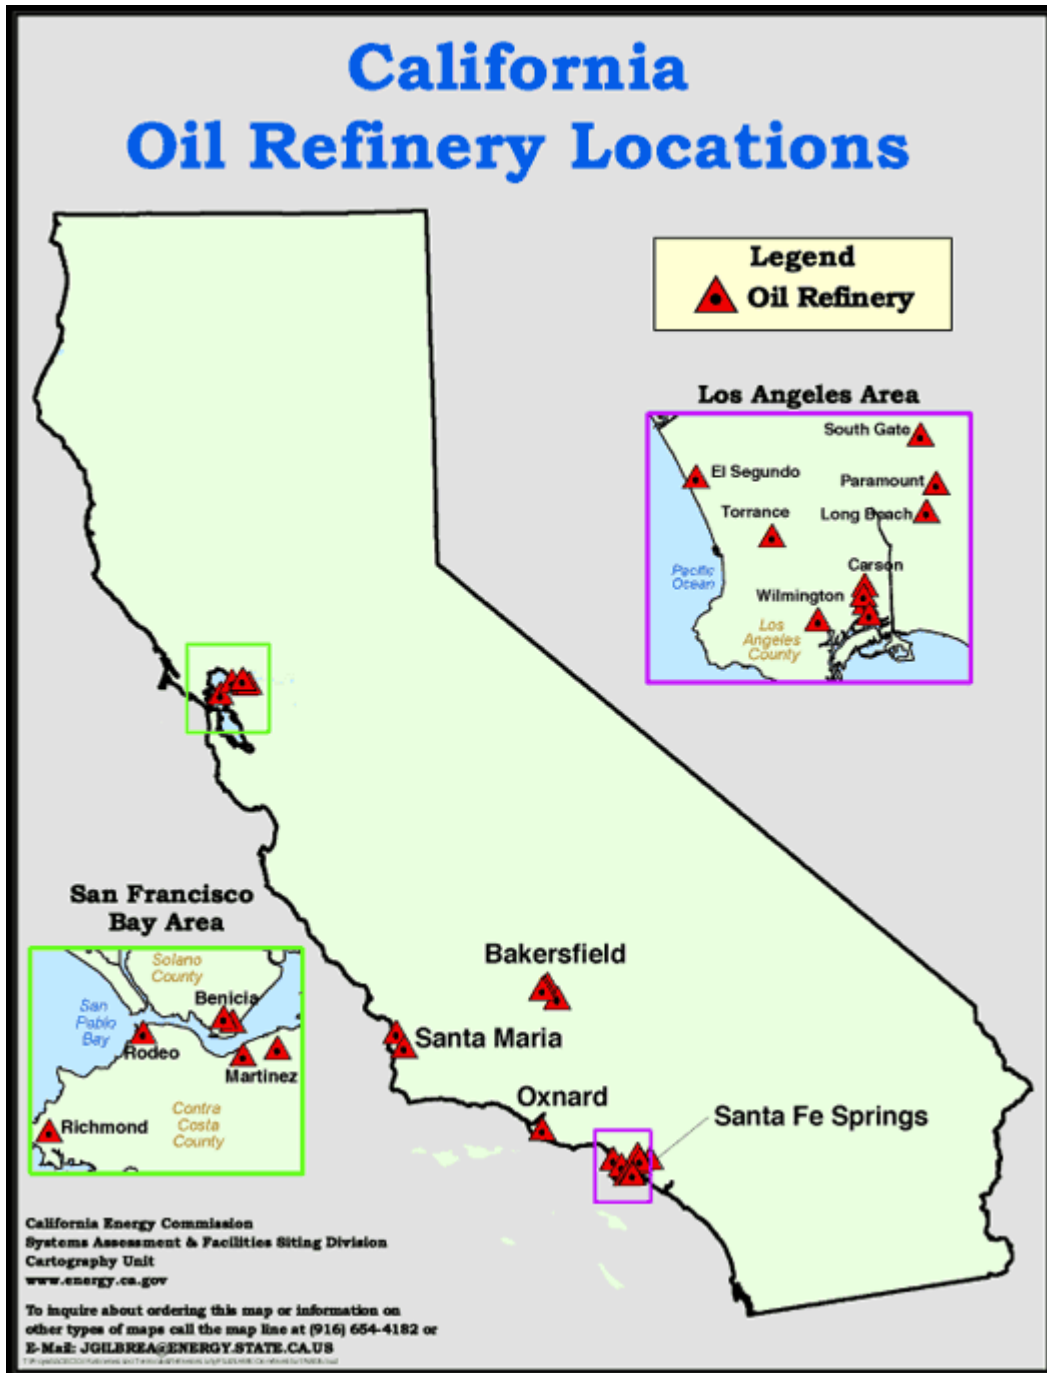 California
Oil Refinery Locations
Legend
Oil Refinery
Los Angeles Area
South Gate
El Segundo
Paramount
Torrance
Long Beach
Carson
Pacific
Ocean
Wilmington
Los
Angeles
County
San Francisco
Bay Area
Solano
County
Benicia
San
Pablo
Bay
Rodeo
Martinez
Contra
Costa
County
Richmond
Bakersfield
Santa Maria
Oxnard
Santa Fe Springs
California Energy Commission
Systems Assessment & Facilities Siting Division
Cartography Unit
www.energy.ca.gov
To inquire about ordering this map or information on
other types of maps call the map line at (916) 654-4182 or
E-Mail: JGILBREA@ENERGY.STATE.CA.US